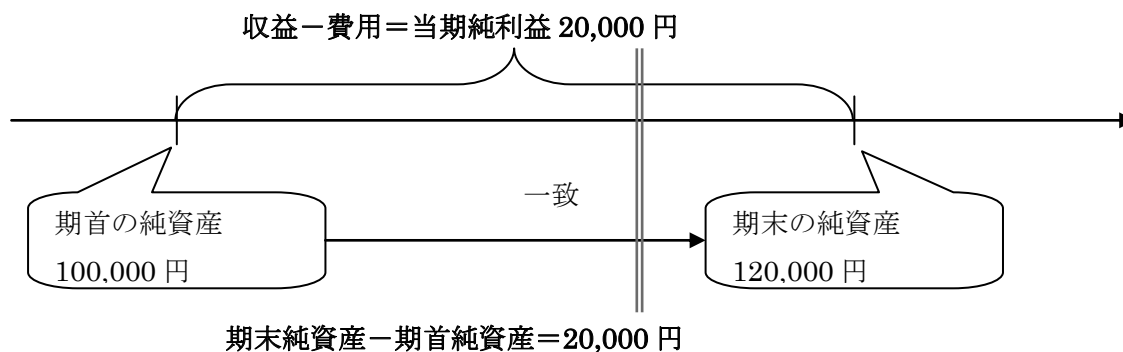 収益－費用＝当期純利益 20,000 円
一致
期首の純資産
100,000 円
期末の純資産
120,000 円
期末純資産－期首純資産＝20,000 円